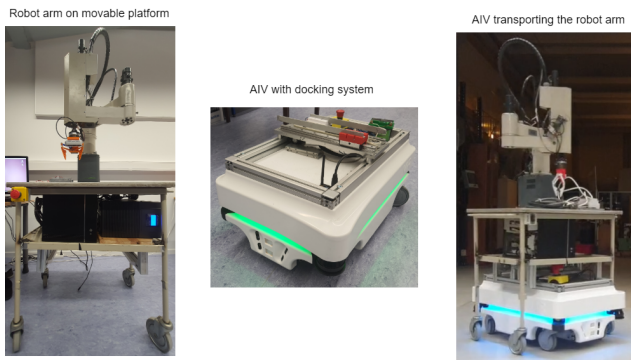 Robot arm on movable platform
AIV with docking system
AIV transporting the robot arm